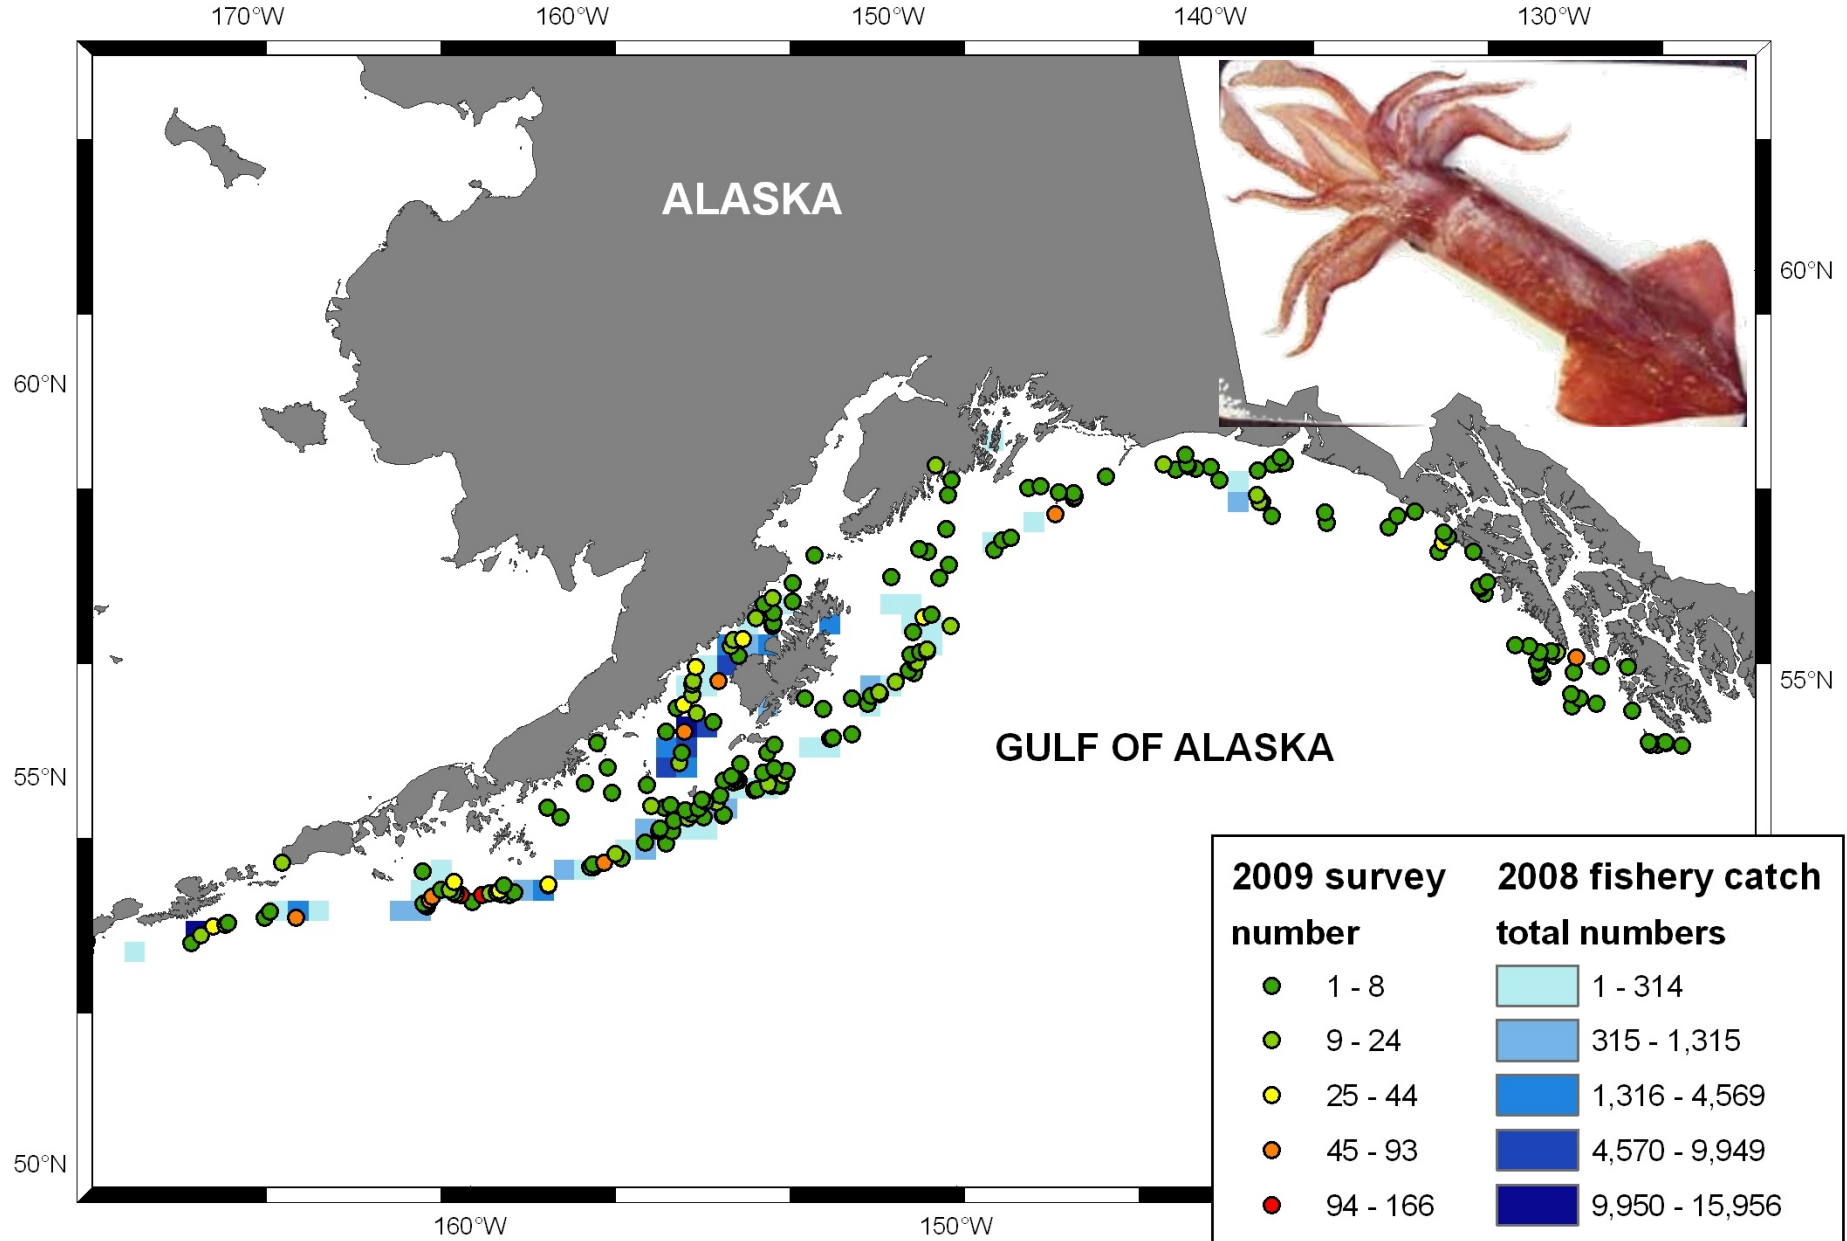 170°W 160°W 150°W 140°W 130°W
ALASKA
60°N
60°N
55°N
GULF OF ALASKA
55°N
50°N
160°W 150°W
2009 survey
number
1 - 8
9 - 24
25 - 44
45 - 93
94 - 166
2008 fishery catch
total numbers
1 - 314
315 - 1,315
1,316 - 4,569
4,570 - 9,949
9,950 - 15,956